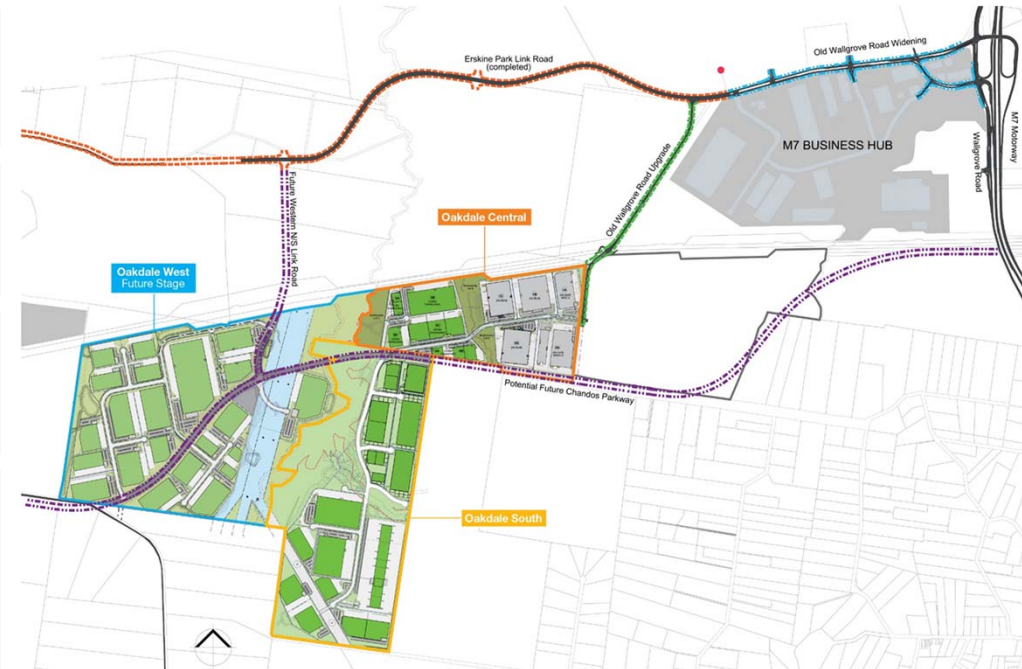 Old Wallgrove Road Widening
Erskine Park Link Road
(completed)
M7 Motorway
M7 BUSINESS HUB
Wallgrove Road
Old Wallgrove Road Upgrade
Future Western N/S Link Road
Oakdale Central
Oakdale West
Future Stage
Potential Future Chandos Parkway
Oakdale South